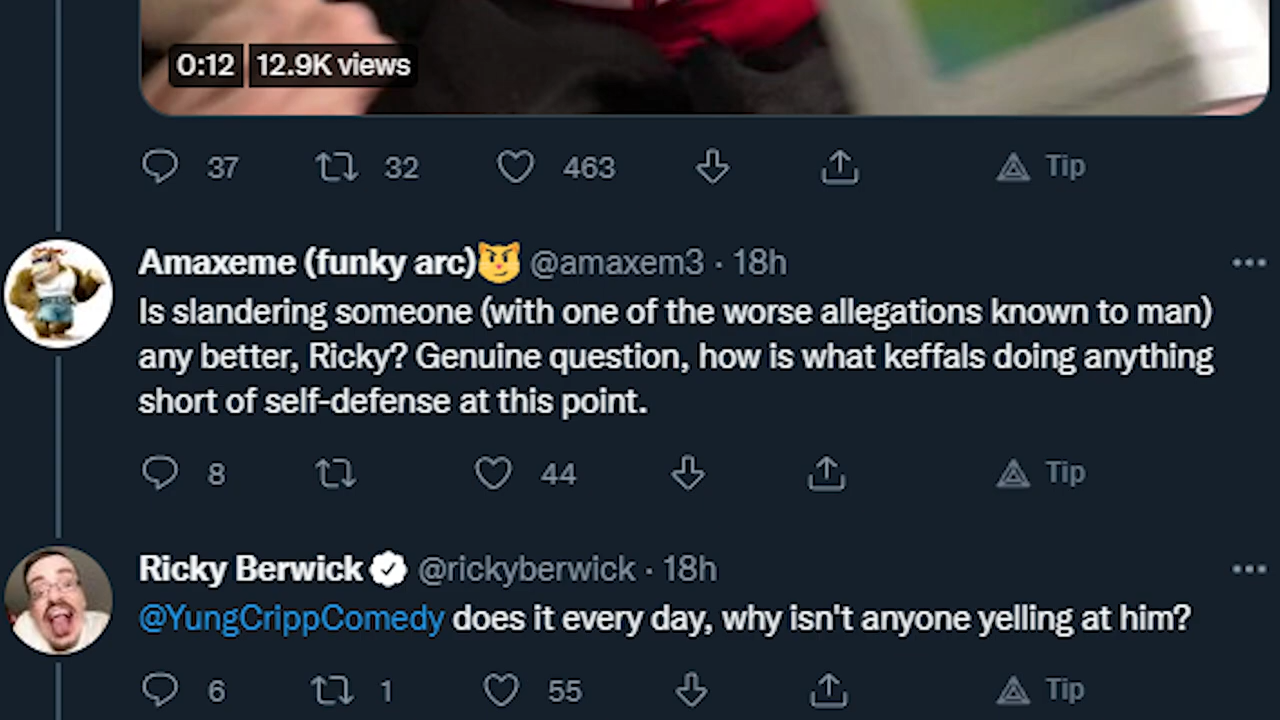 0:12 12.9K views
37 32 463 Tip
Amaxeme (funky arc)😼 @amaxem3 · 18h
Is slandering someone (with one of the worse allegations known to man)
any better, Ricky? Genuine question, how is what keffals doing anything
short of self-defense at this point.
8 44 Tip
Ricky Berwick @rickyberwick · 18h
@YungCrippComedy does it every day, why isn't anyone yelling at him?
6 1 55 Tip